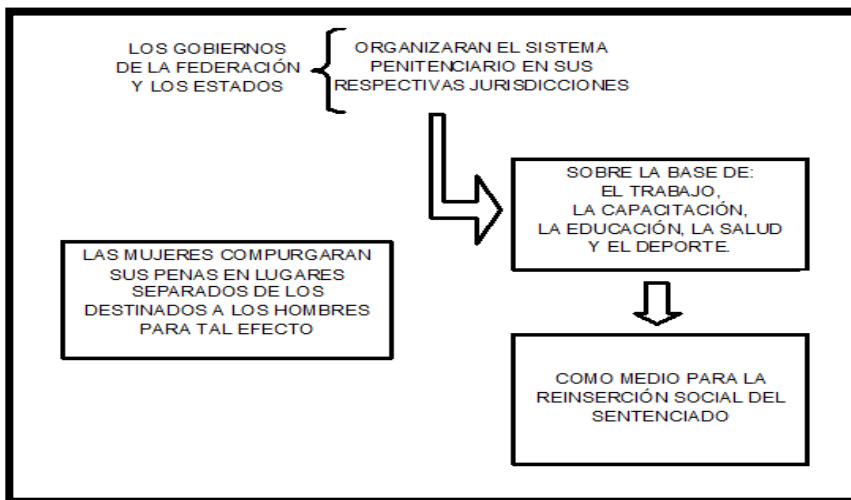 LOS GOBIERNOS
DE LA FEDERACIÓN
Y LOS ESTADOS
ORGANIZARAN EL SISTEMA
PENITENCIARIO EN SUS
RESPECTIVAS JURISDICCIONES
SOBRE LA BASE DE:
EL TRABAJO,
LA CAPACITACIÓN,
LA EDUCACIÓN, LA SALUD
Y EL DEPORTE.
LAS MUJERES COMPURGARAN
SUS PENAS EN LUGARES
SEPARADOS DE LOS
DESTINADOS A LOS HOMBRES
PARA TAL EFECTO
COMO MEDIO PARA LA
REINSERCIÓN SOCIAL DEL
SENTENCIADO